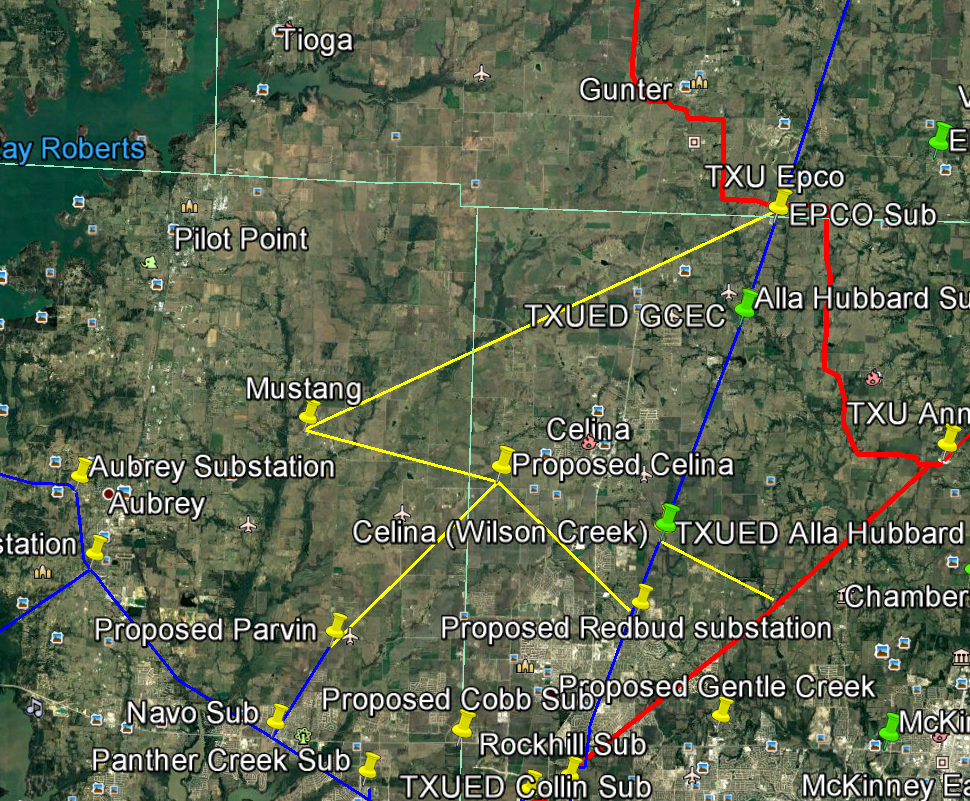 Tioga
Gunter
ay Roberts
TXU Epco
EPCO Sub
Pilot Point
Alla Hubbard Su
TXUED GCEC
Mustang
TXU Ann
Celina
Aubrey Substation
Proposed Celina
Aubrey
Celina (Wilson Creek)
TXUED Alla Hubbard
station
Chamber
Proposed Parvin
Proposed Redbud substation
Proposed Cobb Sub
Proposed Gentle Creek
Navo Sub
McKin
Rockhill Sub
Panther Creek Sub
TXUED Collin Sub
McKinney Ea